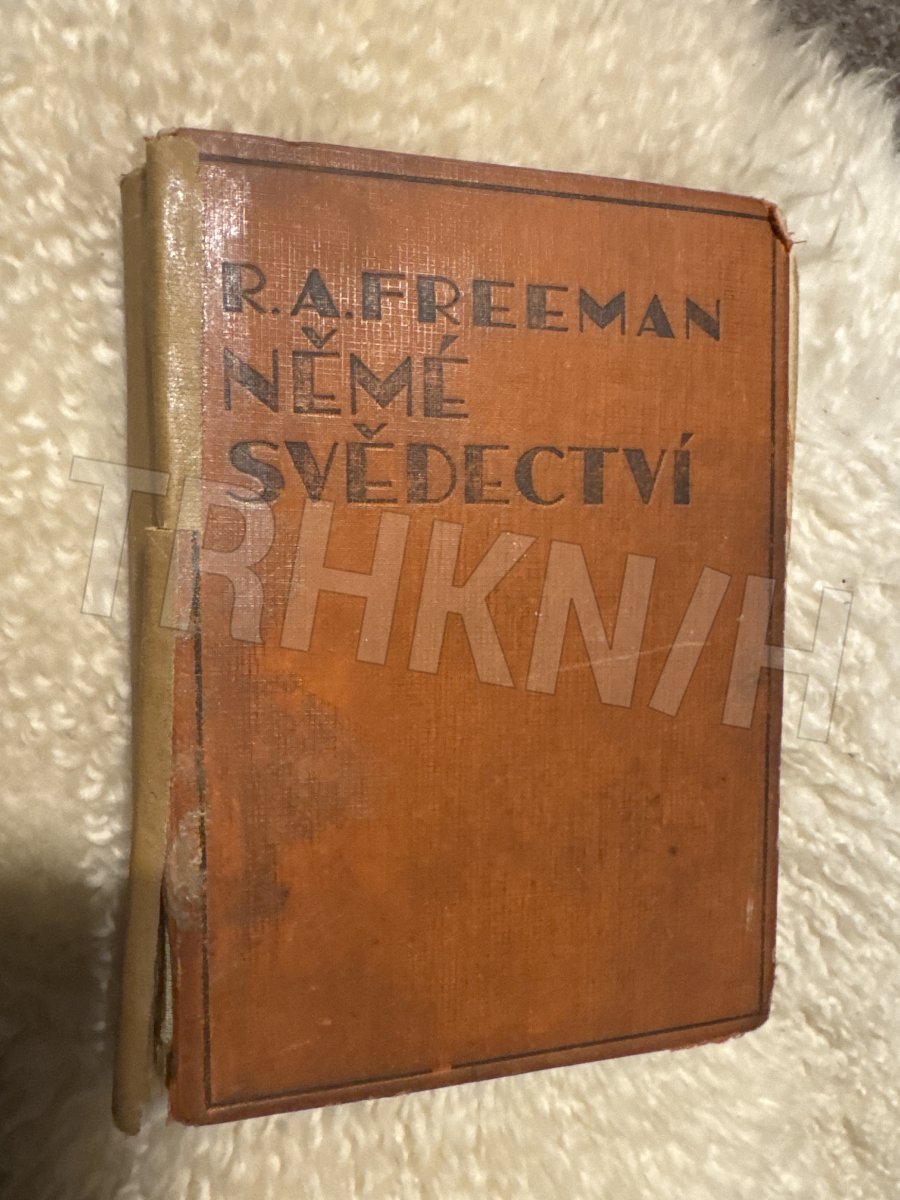 R.A.FREEMAN
NĚMÉ
SVĚDECTVÍ
TRHKNIH